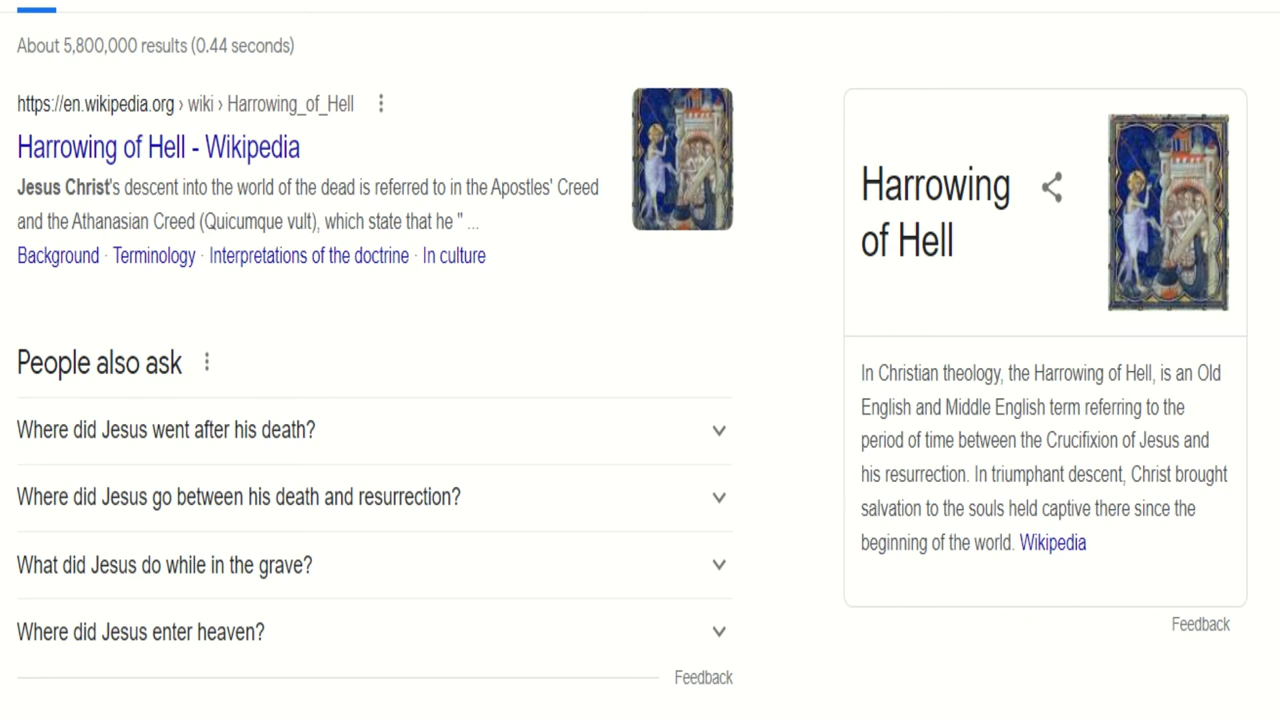 About 5,800,000 results (0.44 seconds)
https://en.wikipedia.org › wiki › Harrowing_of_Hell
Harrowing of Hell - Wikipedia
Jesus Christ's descent into the world of the dead is referred to in the Apostles' Creed
and the Athanasian Creed (Quicumque vult), which state that he " ...
Background · Terminology · Interpretations of the doctrine · In culture
People also ask
Where did Jesus went after his death?
Where did Jesus go between his death and resurrection?
What did Jesus do while in the grave?
Where did Jesus enter heaven?
Feedback
Harrowing
of Hell
In Christian theology, the Harrowing of Hell, is an Old
English and Middle English term referring to the
period of time between the Crucifixion of Jesus and
his resurrection. In triumphant descent, Christ brought
salvation to the souls held captive there since the
beginning of the world. Wikipedia
Feedback